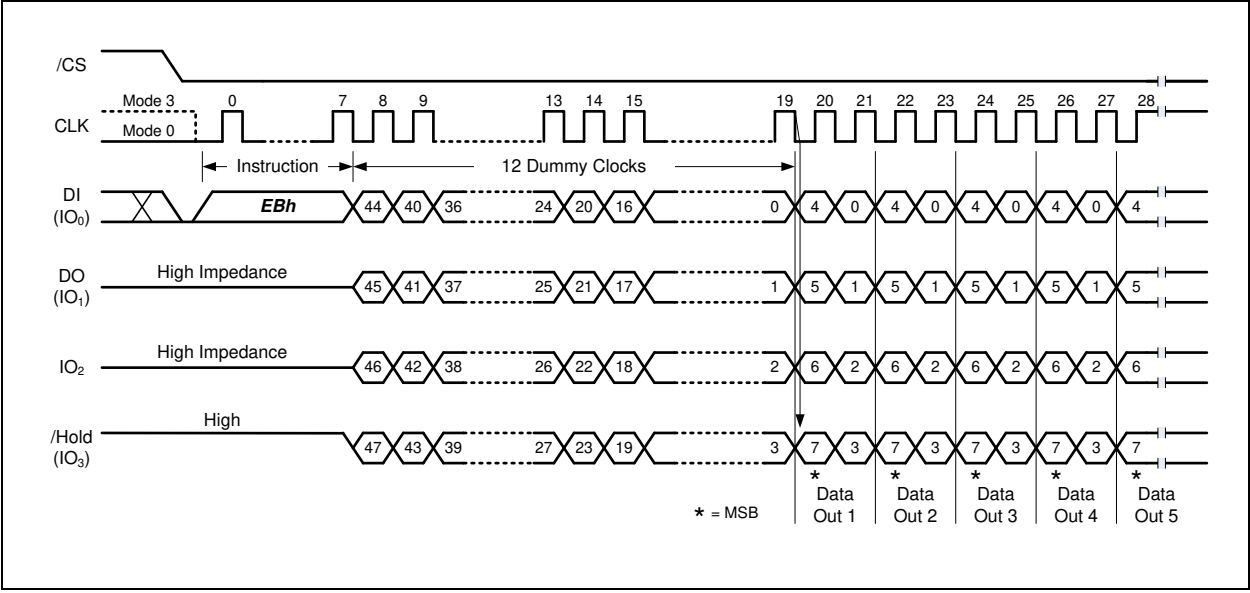 /CS
Mode 3 0 7 8 9 13 14 15 19 20 21 22 23 24 25 26 27 28
CLK
Mode 0
Instruction 12 Dummy Clocks
DI
(IO₀)
EBh 44 40 36 24 20 16 0 4 0 4 0 4 0 4 0 4
High Impedance
DO
(IO₁)
45 41 37 25 21 17 1 5 1 5 1 5 1 5 1 5
High Impedance
IO₂ 46 42 38 26 22 18 2 6 2 6 2 6 2 6 2 6
High
/Hold
(IO₃)
47 43 39 27 23 19 3 7 3 7 3 7 3 7 3 7
* * * * *
Data Data Data Data Data
* = MSB Out 1 Out 2 Out 3 Out 4 Out 5